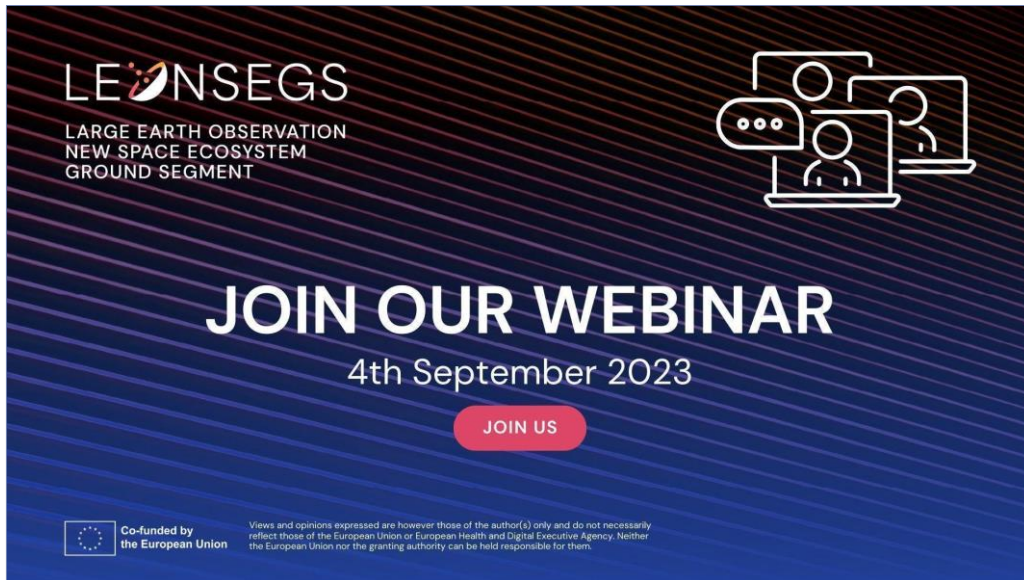 LEONSEGS
LARGE EARTH OBSERVATION
NEW SPACE ECOSYSTEM
GROUND SEGMENT
JOIN OUR WEBINAR
4th September 2023
JOIN US
Co-funded by
the European Union
Views and opinions expressed are however those of the author(s) only and do not necessarily
reflect those of the European Union or European Health and Digital Executive Agency. Neither
the European Union nor the granting authority can be held responsible for them.